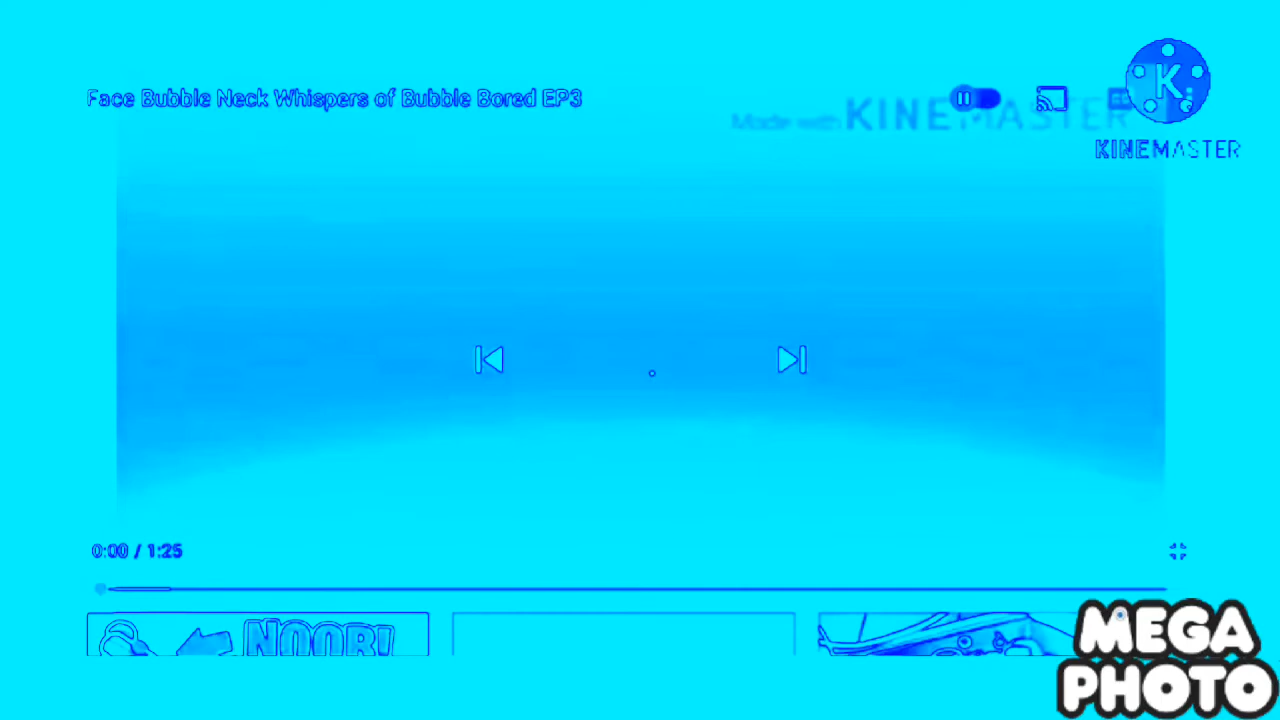 Face Bubble Neck Whispers of Bubble Bored EP3
Made with KINEMASTER
K
KINEMASTER
0:00 / 1:25
NOOB!
MEGA
PHOTO